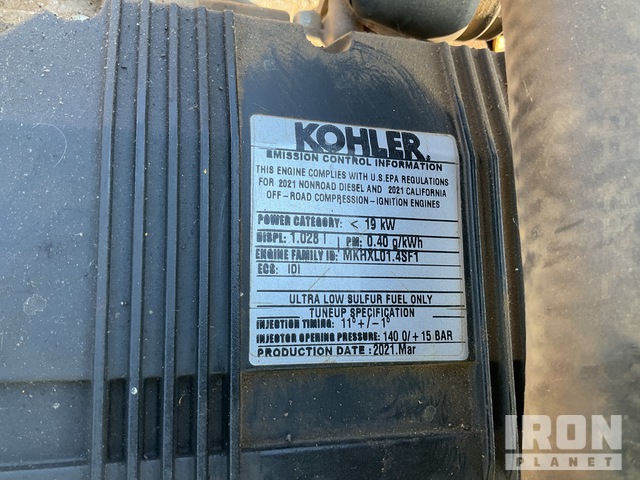 KOHLER®
EMISSION CONTROL INFORMATION
THIS ENGINE COMPLIES WITH U.S.EPA REGULATIONS
FOR 2021 NONROAD DIESEL AND 2021 CALIFORNIA
OFF-ROAD COMPRESSION-IGNITION ENGINES
POWER CATEGORY: < 19 kW
DISPL: 1.028 l PM: 0.40 g/kWh
ENGINE FAMILY ID: MKHXL01.4SF1
ECS: IDI
ULTRA LOW SULFUR FUEL ONLY
TUNEUP SPECIFICATION
INJECTION TIMING: 11°+/-1°
INJECTOR OPENING PRESSURE: 140 0/+15 BAR
PRODUCTION DATE: 2021.Mar
IRON
PLANET